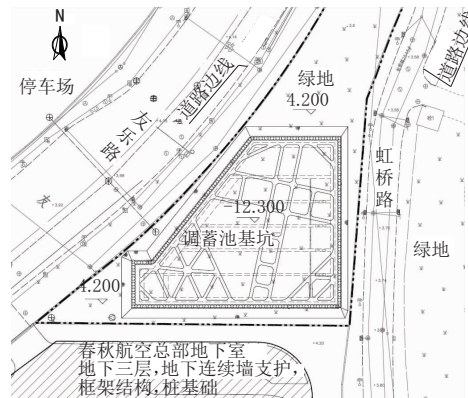 N
停车场
友乐路
道路边线
绿地
4.200
道路边线
虹桥路
12.300
调蓄池基坑
绿地
友
4.200
春秋航空总部地下室
地下三层,地下连续墙支护,
框架结构,桩基础